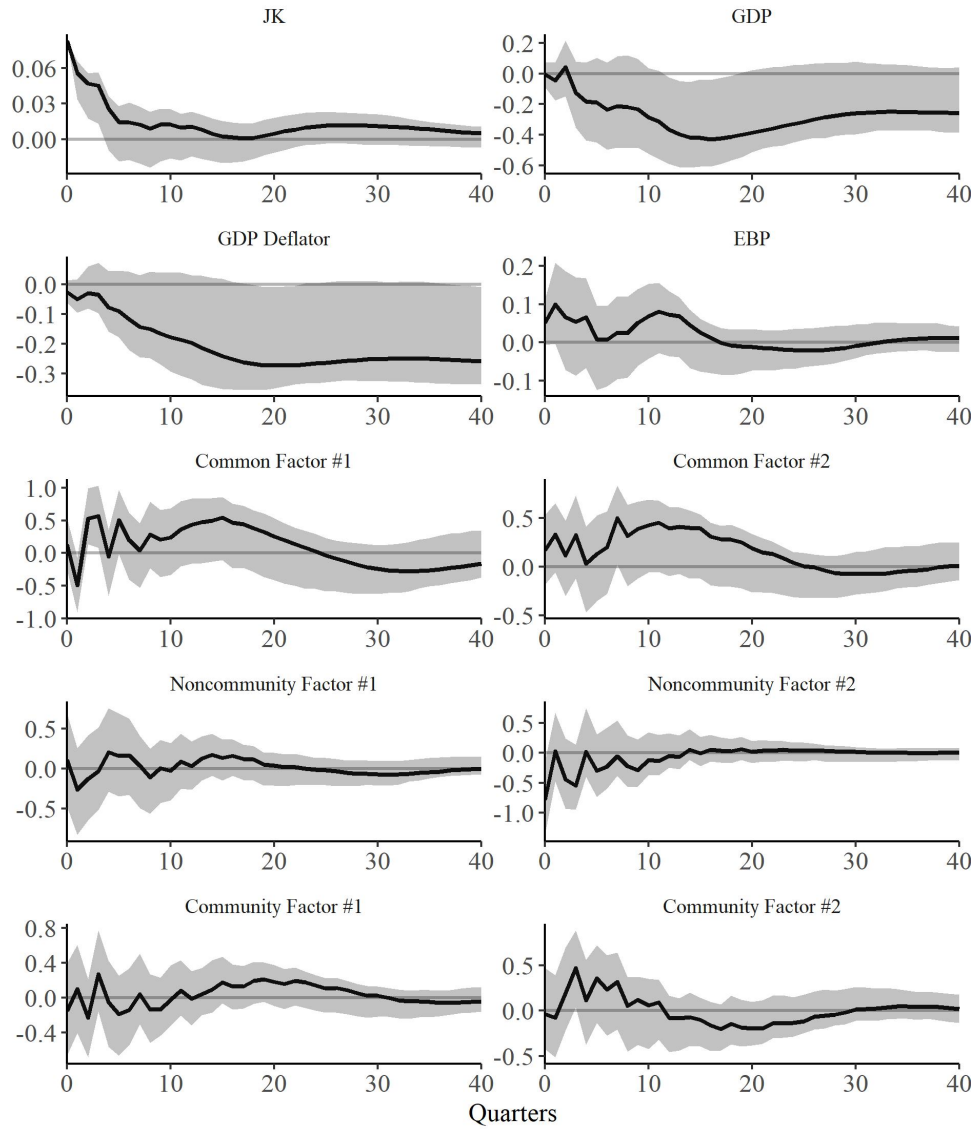 JK
GDP
0.06
0.03
0.00
0 10 20 30 40
0.2
0.0
-0.2
-0.4
-0.6
0 10 20 30 40
GDP Deflator
EBP
0.0
-0.1
-0.2
-0.3
0 10 20 30 40
0.2
0.1
0.0
-0.1
0 10 20 30 40
Common Factor #1
Common Factor #2
1.0
0.5
0.0
-0.5
-1.0
0 10 20 30 40
0.5
0.0
-0.5
0 10 20 30 40
Noncommunity Factor #1
Noncommunity Factor #2
0.5
0.0
-0.5
0 10 20 30 40
0.5
0.0
-0.5
-1.0
0 10 20 30 40
Community Factor #1
Community Factor #2
0.8
0.4
0.0
-0.4
0 10 20 30 40
0.5
0.0
-0.5
0 10 20 30 40
Quarters